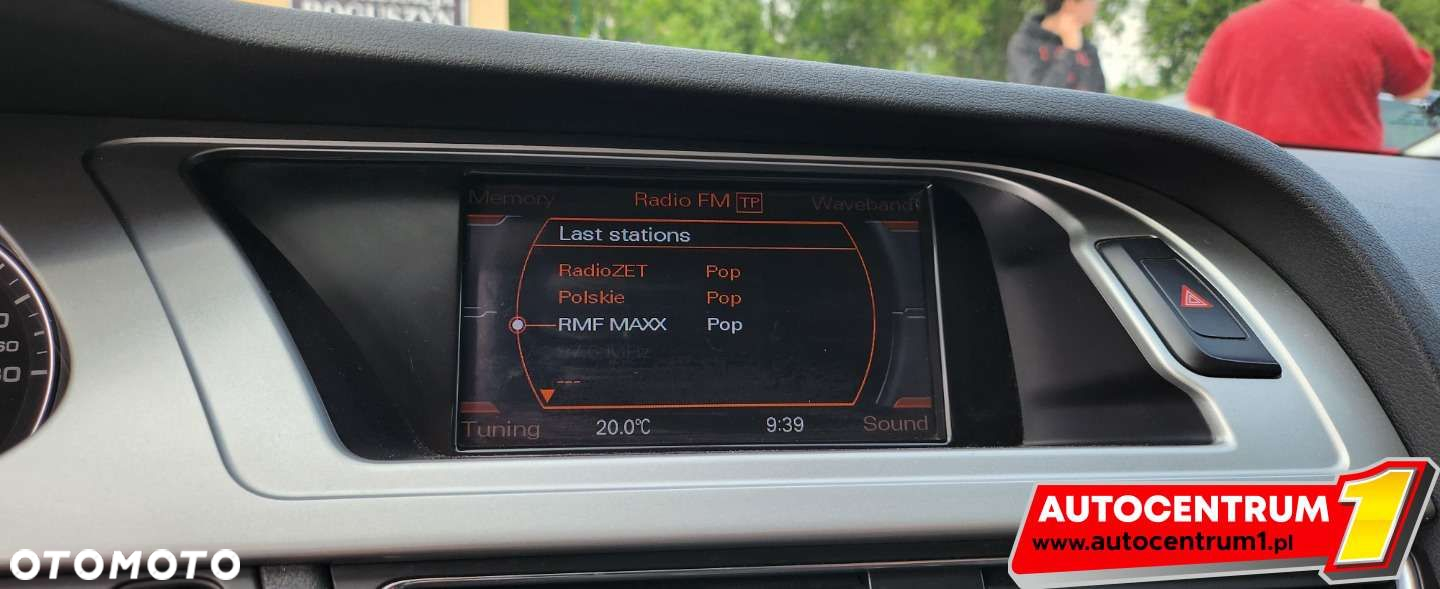 Memory
Radio FM TP
Waveband
Last stations
RadioZET Pop
Polskie Pop
RMF MAXX Pop
---
Tuning
20.0°C
9:39
Sound
60
AUTOCENTRUM 1
www.autocentrum1.pl
OTOMOTO